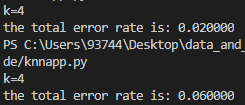 k=4
the total error rate is: 0.020000
PS C:\Users\93744\Desktop\data_and_
de/knnapp.py
k=4
the total error rate is: 0.060000